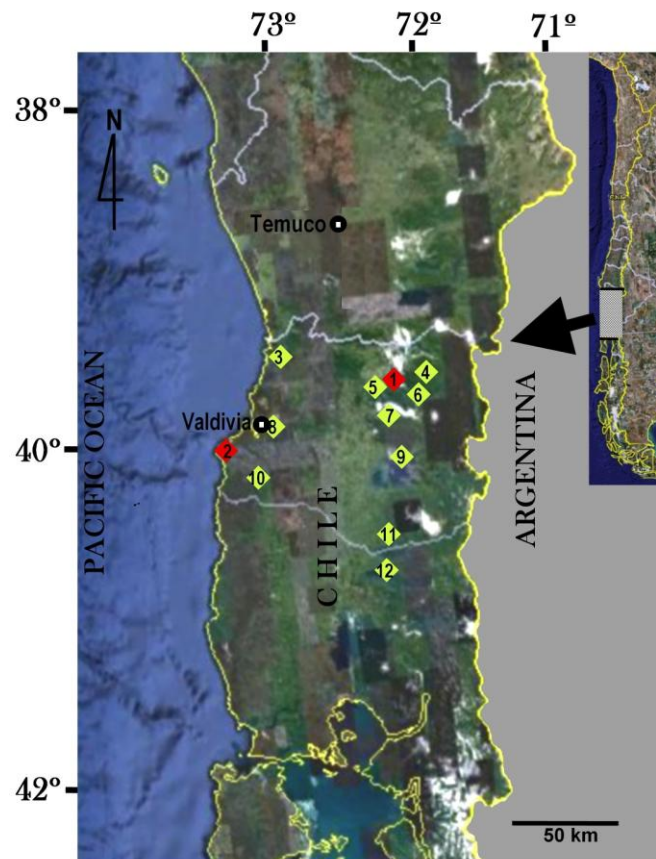 73º 72º 71º
38º
N
Temuco
3
4
1
5
6
7
Valdivia
8
40º
2
9
10
11
12
PACIFIC OCEAN
CHILE
ARGENTINA
42º
50 km